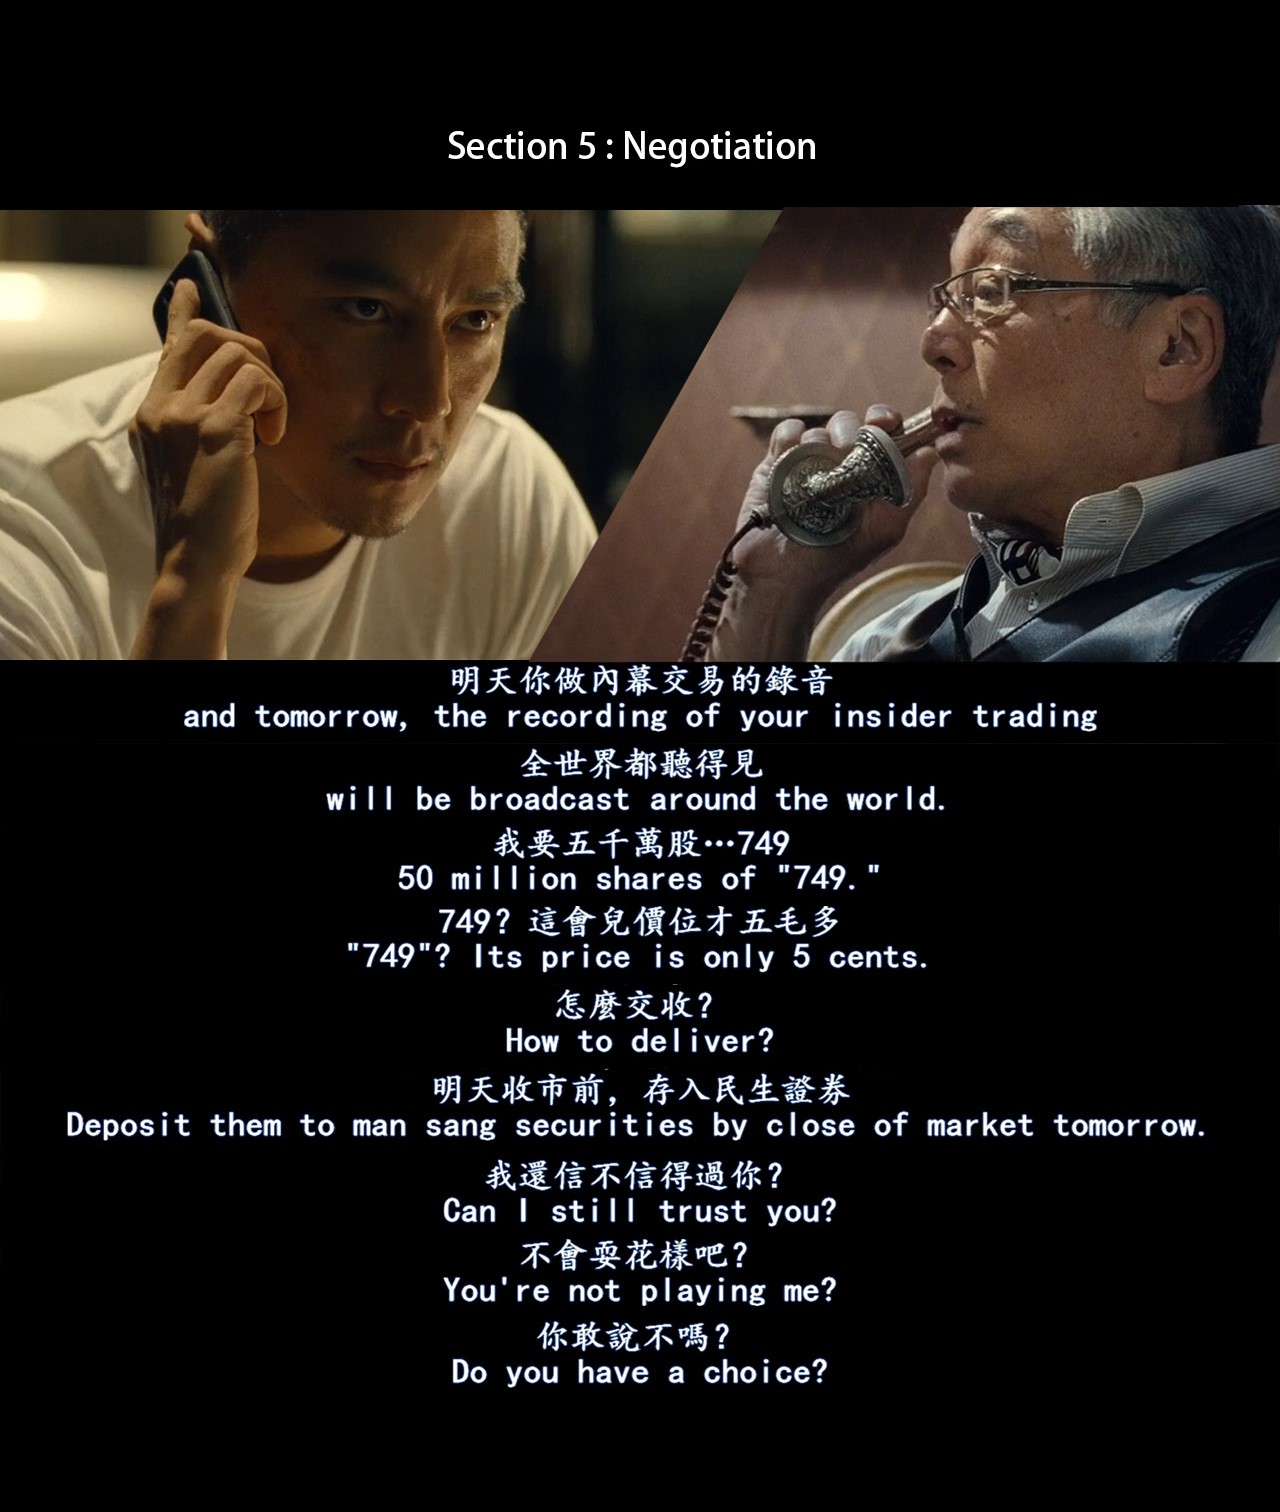 Section 5 : Negotiation
明天你做內幕交易的錄音
and tomorrow, the recording of your insider trading
全世界都聽得見
will be broadcast around the world.
我要五千萬股…749
50 million shares of "749."
749? 這會兒價位才五毛多
"749"? Its price is only 5 cents.
怎麼交收?
How to deliver?
明天收市前, 存入民生證券
Deposit them to man sang securities by close of market tomorrow.
我還信不信得過你?
Can I still trust you?
不會耍花樣吧?
You're not playing me?
你敢說不嗎?
Do you have a choice?